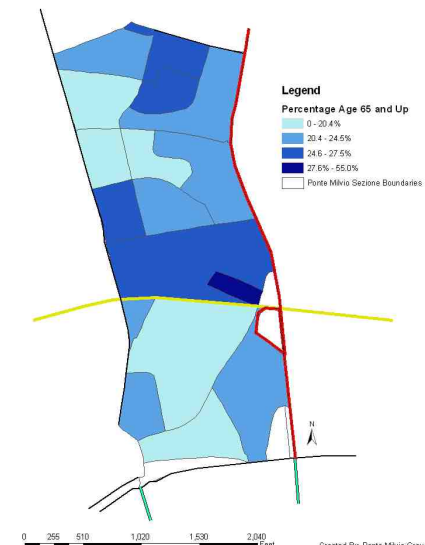 Legend
Percentage Age 65 and Up
0 - 20.4%
20.4 - 24.5%
24.6 - 27.5%
27.6% - 55.0%
Ponte Milvio Sezione Boundaries
N
0 255 510 1,020 1,530 2,040
Feet
Created By: Ponte Milvio Group